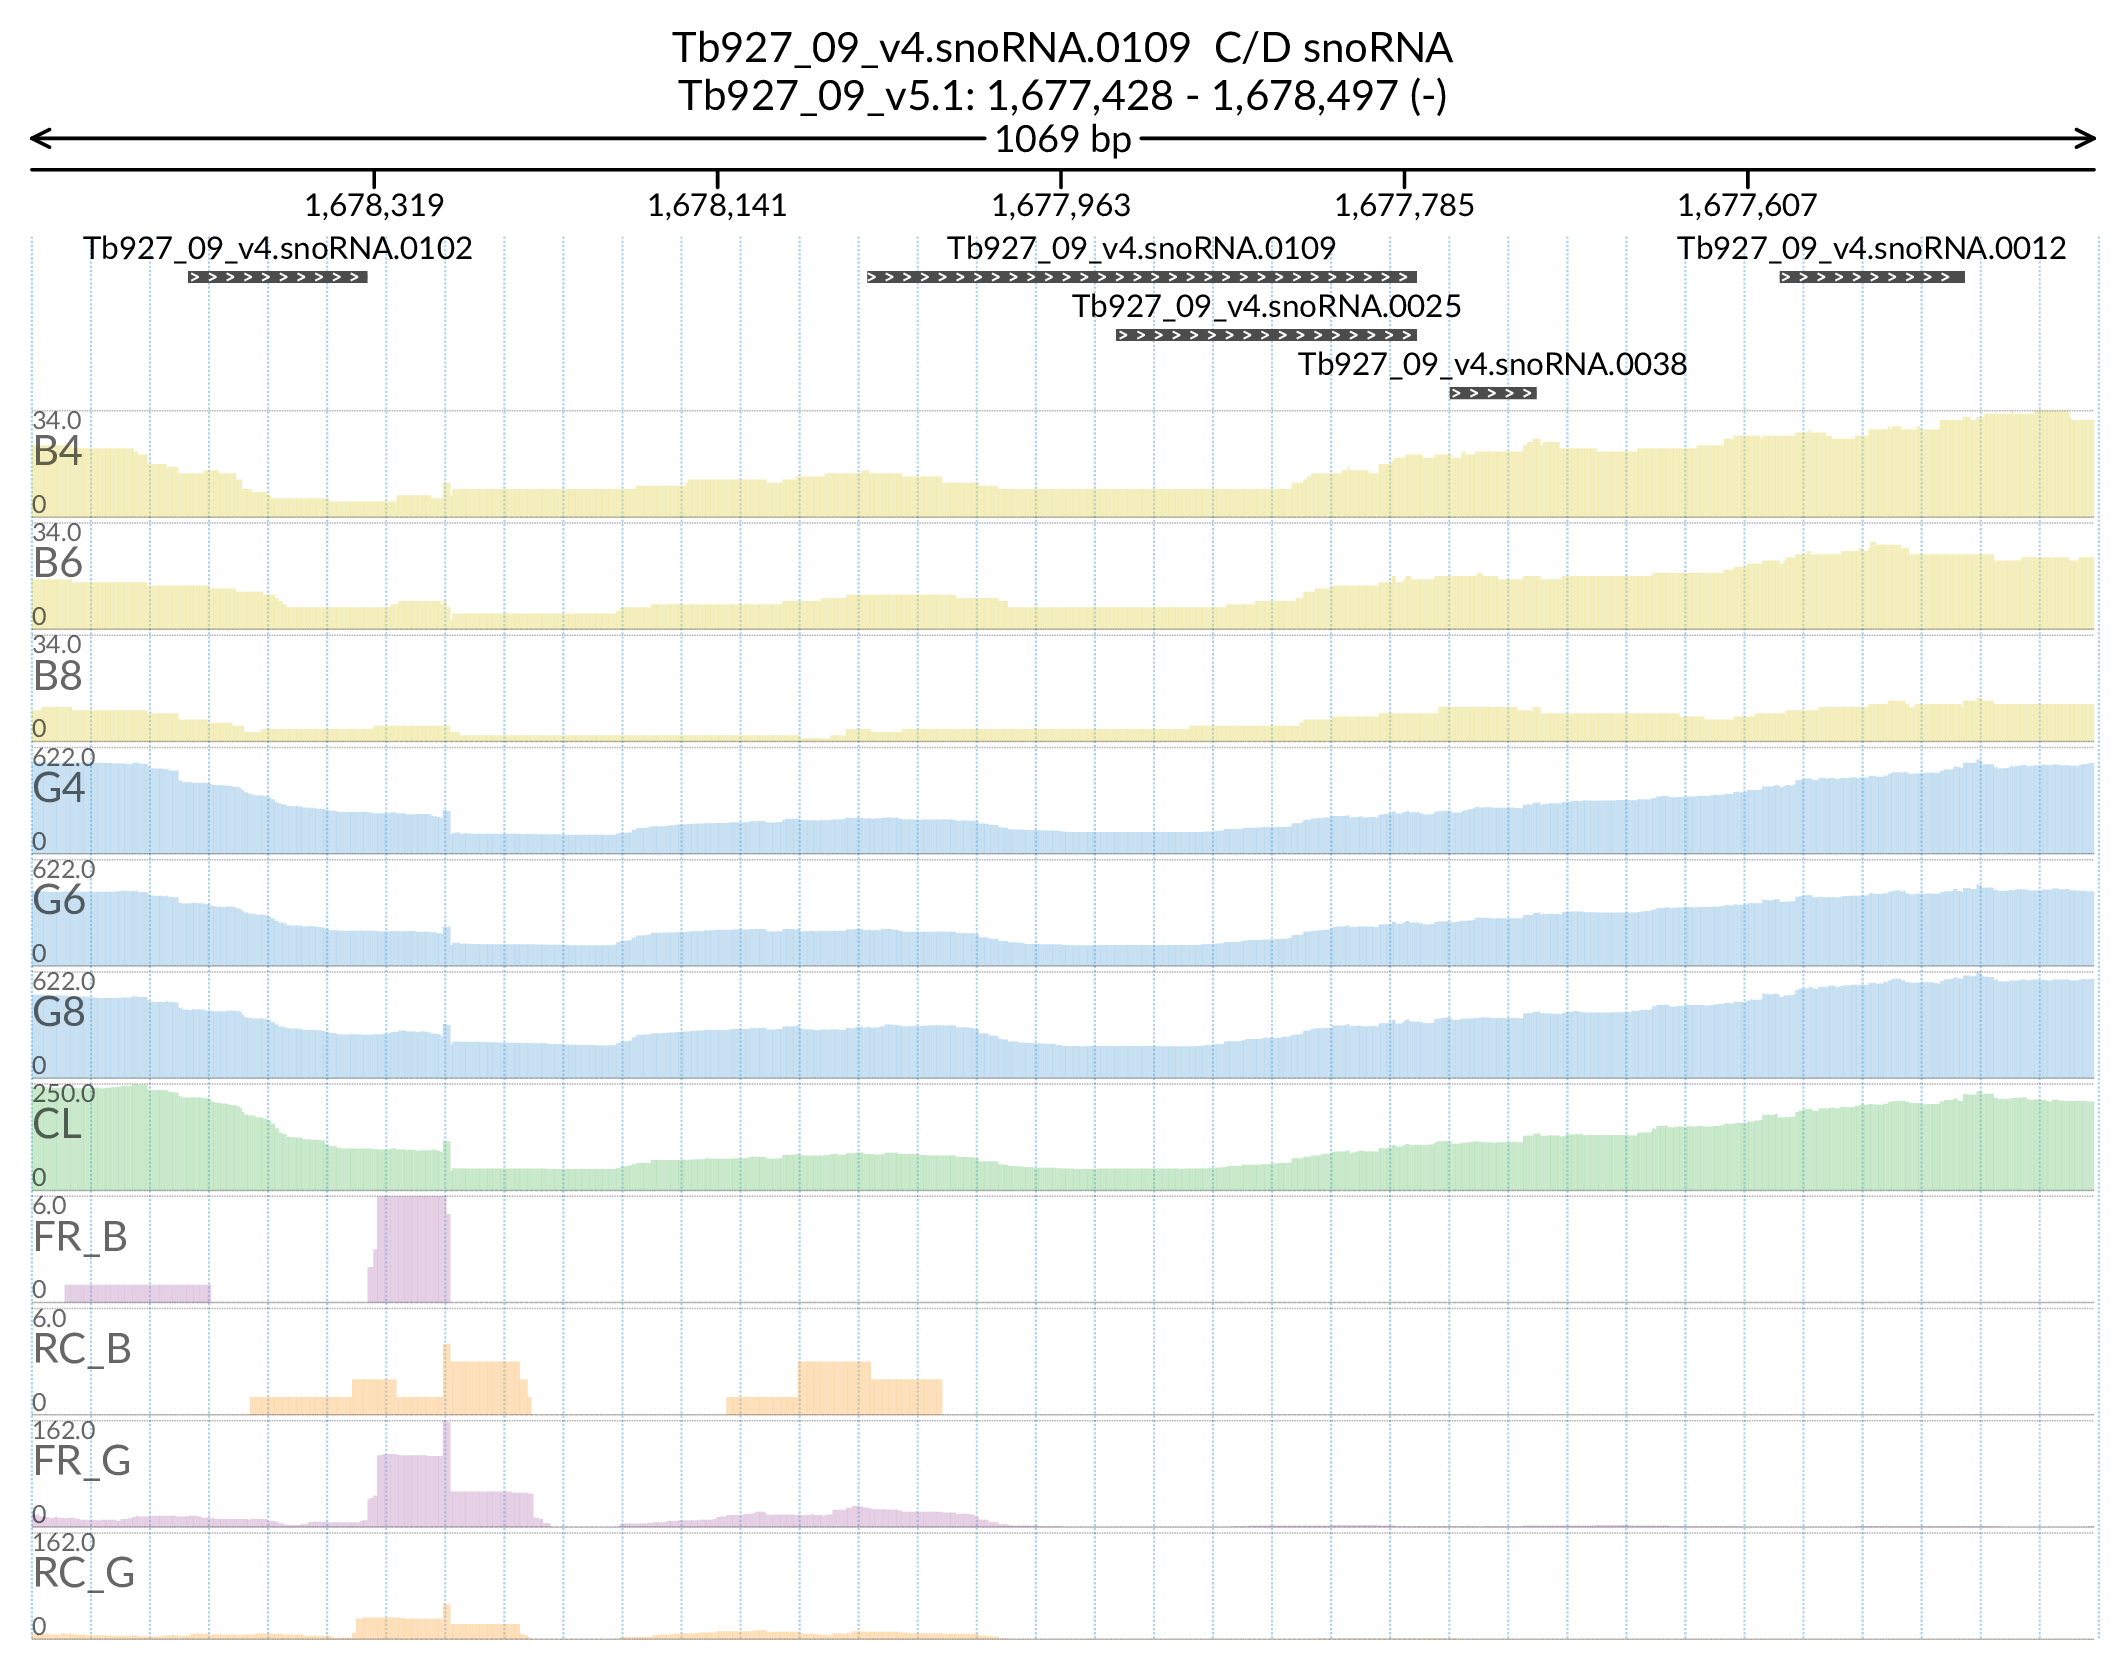 Tb927_09_v4.snoRNA.0109 C/D snoRNA
Tb927_09_v5.1: 1,677,428 - 1,678,497 (-)
1069 bp
1,678,319 1,678,141 1,677,963 1,677,785 1,677,607
Tb927_09_v4.snoRNA.0102 Tb927_09_v4.snoRNA.0109 Tb927_09_v4.snoRNA.0012
Tb927_09_v4.snoRNA.0025
Tb927_09_v4.snoRNA.0038
34.0
B4
0
34.0
B6
0
34.0
B8
0
622.0
G4
0
622.0
G6
0
622.0
G8
0
250.0
CL
0
6.0
FR_B
0
6.0
RC_B
0
162.0
FR_G
0
162.0
RC_G
0